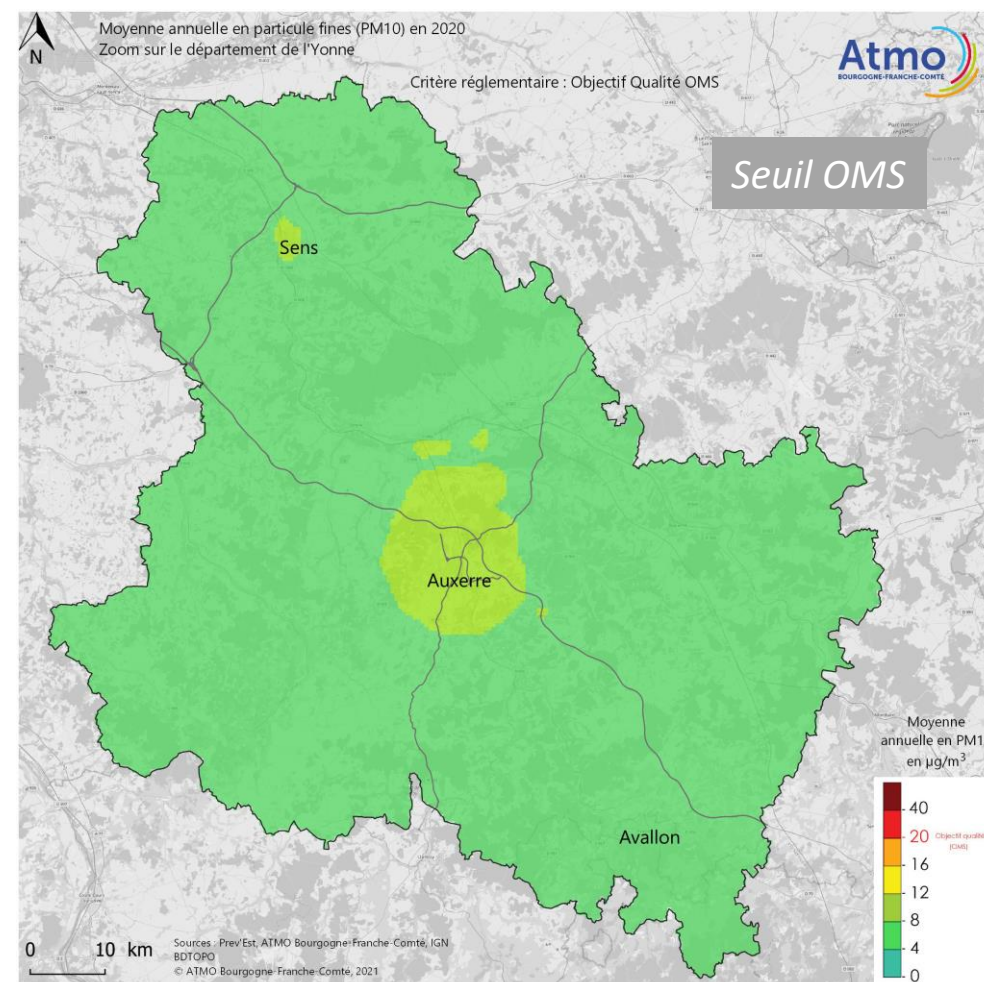 Moyenne annuelle en particule fines (PM10) en 2020
Zoom sur le département de l'Yonne
N
Critère réglementaire : Objectif Qualité OMS
Atmo
BOURGOGNE-FRANCHE-COMTÉ
Seuil OMS
Sens
Auxerre
Avallon
Moyenne
annuelle en PM1
en µg/m³
40
20 Objectif qualité
(OMS)
16
12
8
4
0
0 10 km
Sources : Prev'Est, ATMO Bourgogne-Franche-Comté, IGN
BDTOPO
© ATMO Bourgogne-Franche-Comté, 2021